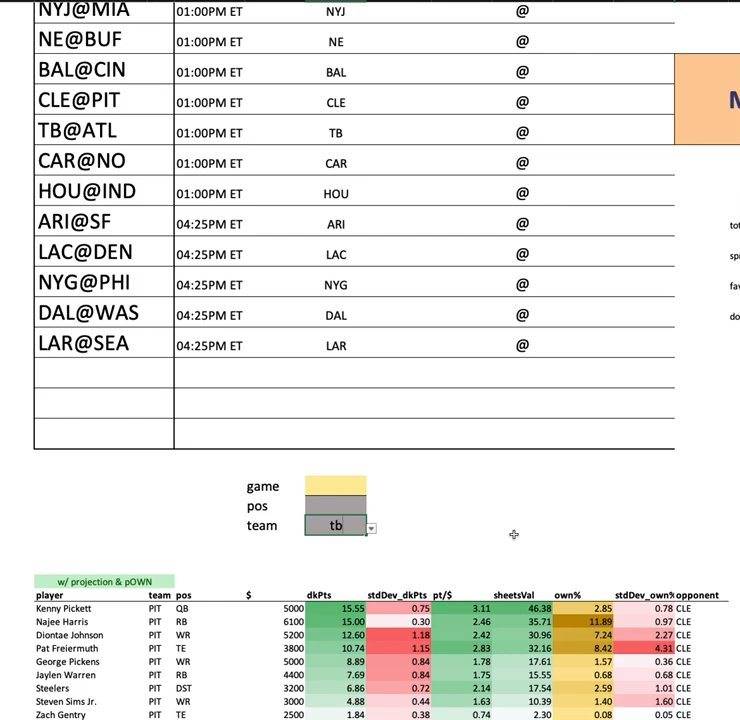 NYJ@MIA 01:00PM ET NYJ @
NE@BUF 01:00PM ET NE @
BAL@CIN 01:00PM ET BAL @
CLE@PIT 01:00PM ET CLE @
TB@ATL 01:00PM ET TB @
CAR@NO 01:00PM ET CAR @
HOU@IND 01:00PM ET HOU @
ARI@SF 04:25PM ET ARI @
LAC@DEN 04:25PM ET LAC @
NYG@PHI 04:25PM ET NYG @
DAL@WAS 04:25PM ET DAL @
LAR@SEA 04:25PM ET LAR @
game
pos
team tb
w/ projection & pOWN
player team pos $ dkPts stdDev_dkPts pt/$ sheetsVal own% stdDev_own% opponent
Kenny Pickett PIT QB 5000 15.55 0.75 3.11 46.38 2.85 0.78 CLE
Najee Harris PIT RB 6100 15.00 0.30 2.46 35.71 11.89 0.97 CLE
Diontae Johnson PIT WR 5200 12.60 1.18 2.42 30.96 7.24 2.27 CLE
Pat Freiermuth PIT TE 3800 10.74 1.15 2.83 32.16 8.42 4.31 CLE
George Pickens PIT WR 5000 8.89 0.84 1.78 17.61 1.57 0.36 CLE
Jaylen Warren PIT RB 4400 7.69 0.84 1.75 15.55 0.68 0.68 CLE
Steelers PIT DST 3200 6.86 0.72 2.14 17.54 2.59 1.01 CLE
Steven Sims Jr. PIT WR 3000 4.88 0.44 1.63 10.39 1.40 1.60 CLE
Zach Gentry PIT TE 2500 1.84 0.38 0.74 2.30 0.08 0.05 CLE